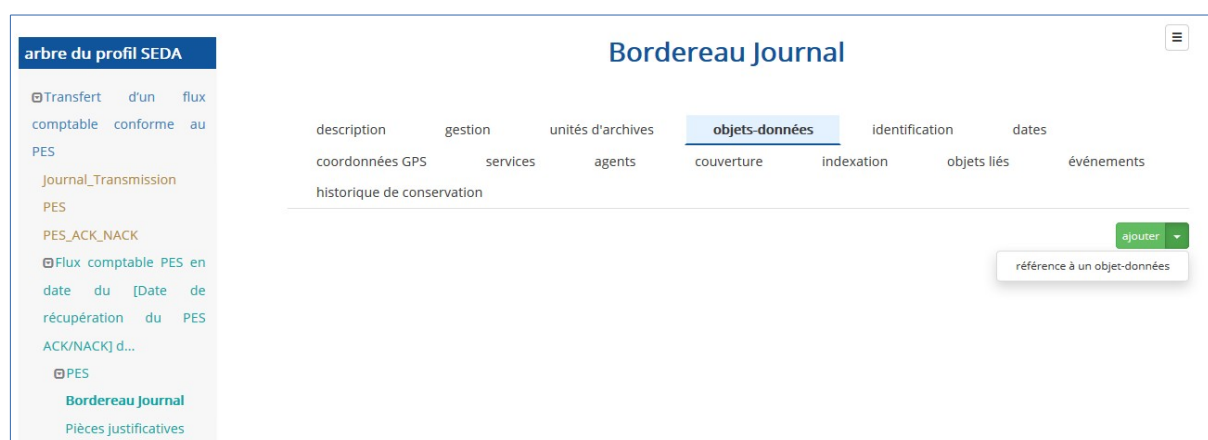 arbre du profil SEDA
Transfert d'un flux
comptable conforme au
PES
Journal_Transmission
PES
PES_ACK_NACK
Flux comptable PES en
date du [Date de
récupération du PES
ACK/NACK] d...
PES
Bordereau Journal
Pièces justificatives
Bordereau Journal
description gestion unités d'archives objets-données identification dates
coordonnées GPS services agents couverture indexation objets liés événements
historique de conservation
ajouter
référence à un objet-données